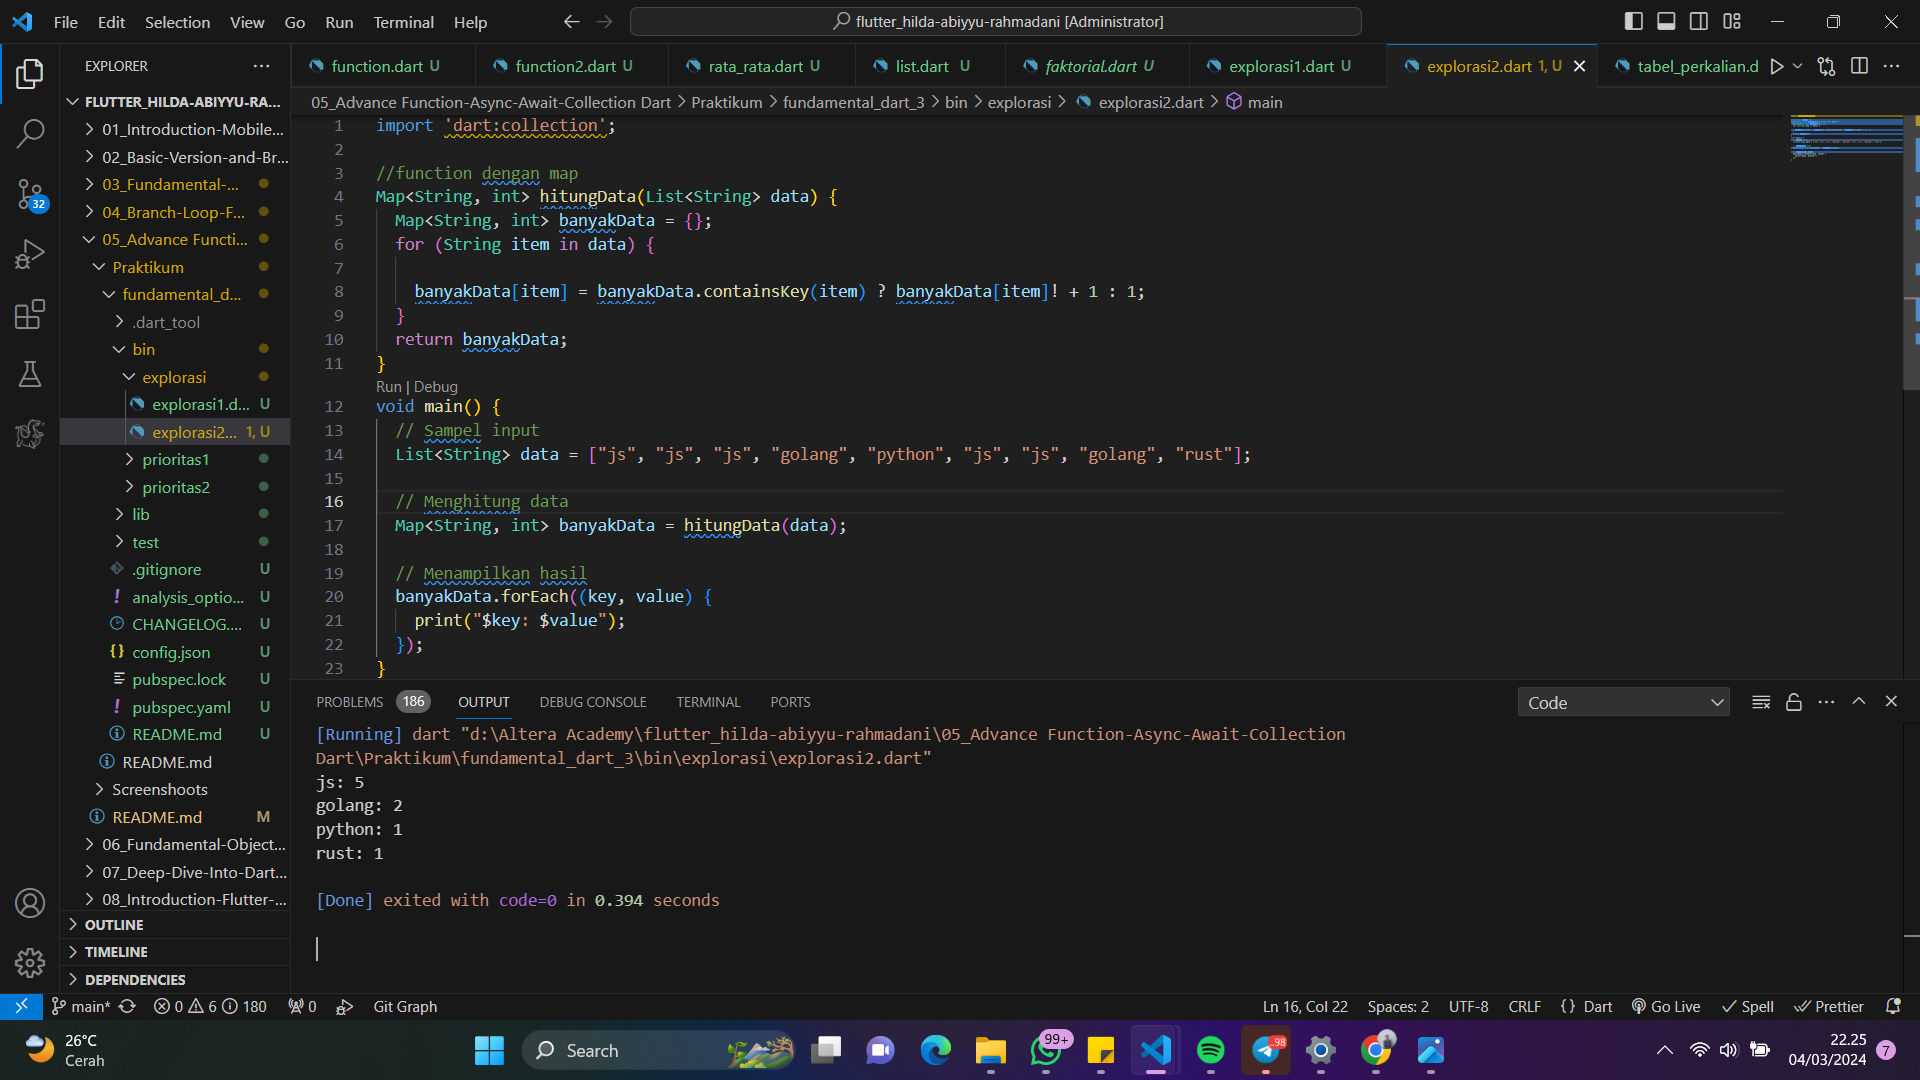 File Edit Selection View Go Run Terminal Help
flutter_hilda-abiyyu-rahmadani [Administrator]
EXPLORER
function.dart U
function2.dart U
rata_rata.dart U
list.dart U
faktorial.dart U
explorasi1.dart U
explorasi2.dart 1, U
tabel_perkalian.d
05_Advance Function-Async-Await-Collection Dart > Praktikum > fundamental_dart_3 > bin > explorasi > explorasi2.dart > main
FLUTTER_HILDA-ABIYYU-RA...
01_Introduction-Mobile...
02_Basic-Version-and-Br...
03_Fundamental-...
04_Branch-Loop-F...
05_Advance Functi...
Praktikum
fundamental_d...
.dart_tool
bin
explorasi
explorasi1.d... U
explorasi2... 1, U
prioritas1
prioritas2
lib
test
.gitignore U
analysis_optio... U
CHANGELOG.... U
config.json U
pubspec.lock U
pubspec.yaml U
README.md U
README.md
Screenshoots
README.md M
06_Fundamental-Object...
07_Deep-Dive-Into-Dart...
08_Introduction-Flutter-...
OUTLINE
TIMELINE
DEPENDENCIES
32
1 import 'dart:collection';
2
3 //function dengan map
4 Map<String, int> hitungData(List<String> data) {
5 Map<String, int> banyakData = {};
6 for (String item in data) {
7
8 banyakData[item] = banyakData.containsKey(item) ? banyakData[item]! + 1 : 1;
9 }
10 return banyakData;
11 }
Run | Debug
12 void main() {
13 // Sampel input
14 List<String> data = ["js", "js", "js", "golang", "python", "js", "js", "golang", "rust"];
15
16 // Menghitung data
17 Map<String, int> banyakData = hitungData(data);
18
19 // Menampilkan hasil
20 banyakData.forEach((key, value) {
21 print("$key: $value");
22 });
23 }
PROBLEMS 186 OUTPUT DEBUG CONSOLE TERMINAL PORTS
Code
[Running] dart "d:\Altera Academy\flutter_hilda-abiyyu-rahmadani\05_Advance Function-Async-Await-Collection
Dart\Praktikum\fundamental_dart_3\bin\explorasi\explorasi2.dart"
js: 5
golang: 2
python: 1
rust: 1
[Done] exited with code=0 in 0.394 seconds
main* 0 6 180 0 Git Graph
Ln 16, Col 22 Spaces: 2 UTF-8 CRLF {} Dart Go Live Spell Prettier
26°C
Cerah
Search
99+
..98
22.25
04/03/2024
7